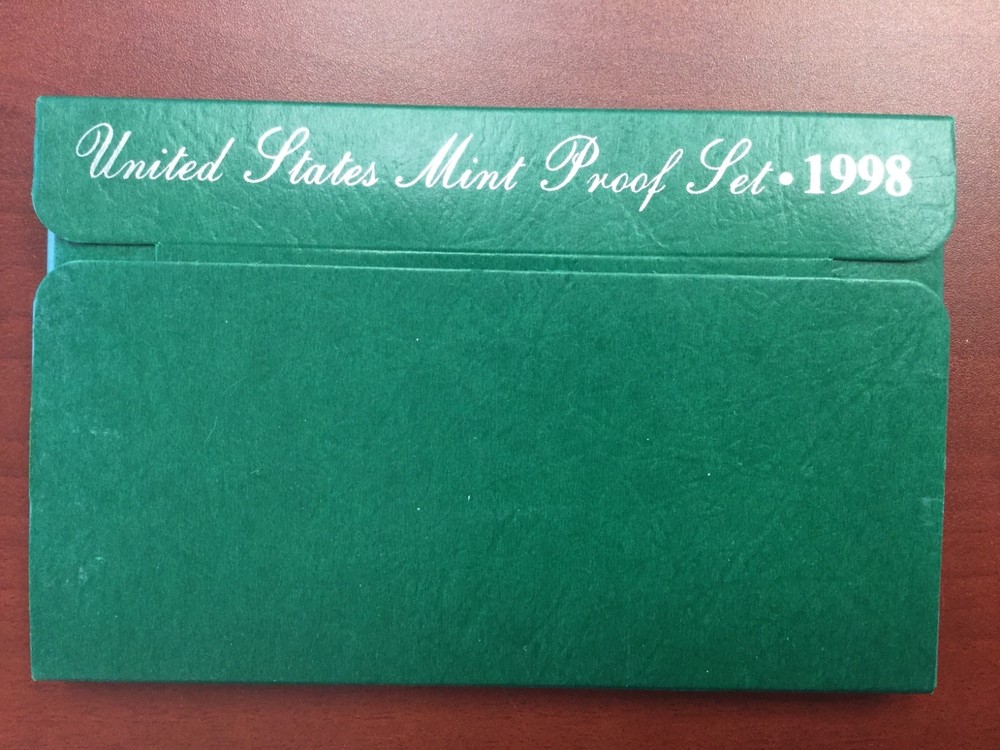 United States Mint Proof Set • 1998